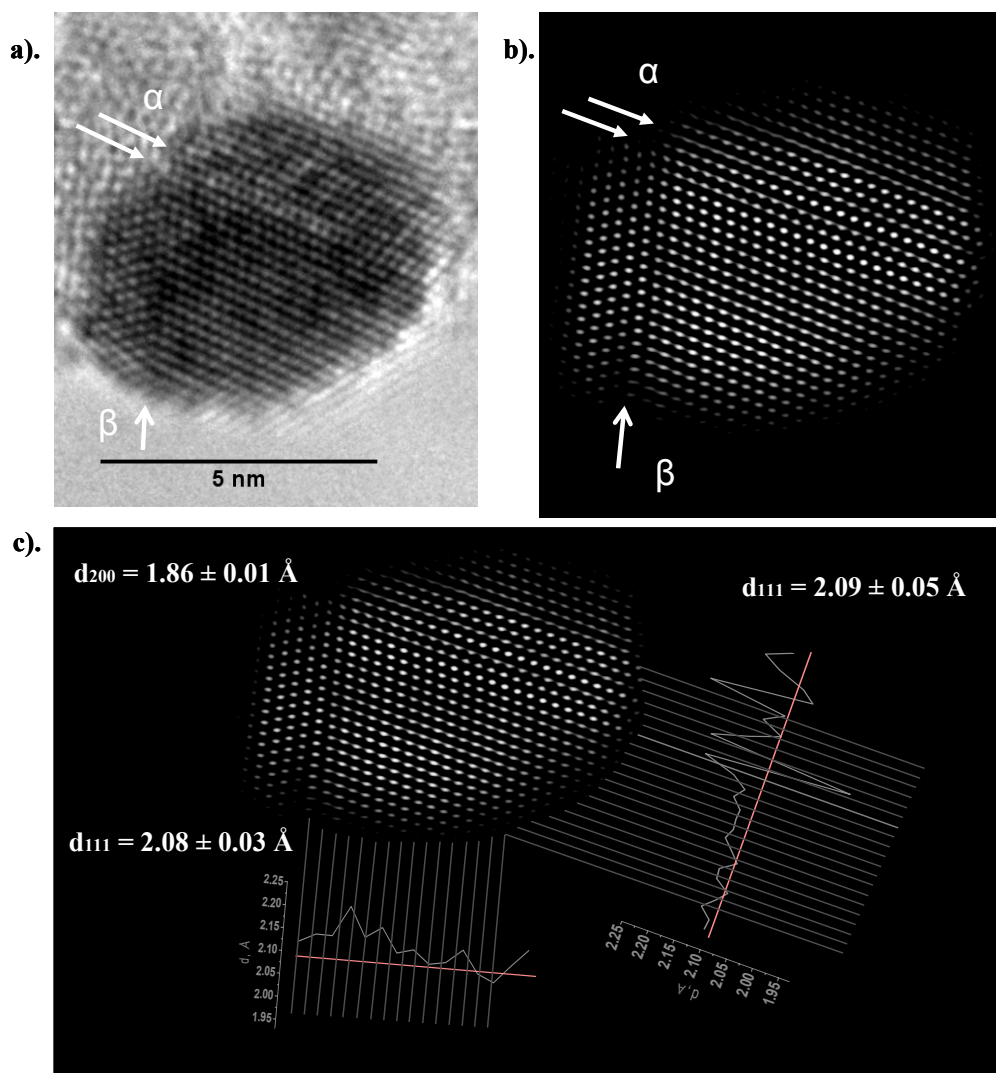 a).
α
β
5 nm
b).
α
β
c).
d₂₀₀ = 1.86 ± 0.01 Å
d₁₁₁ = 2.09 ± 0.05 Å
d₁₁₁ = 2.08 ± 0.03 Å
2.25
2.20
2.15
2.10
2.05
2.00
1.95
d, Å
2.25
2.20
2.15
2.10
2.05
2.00
1.95
d, Å